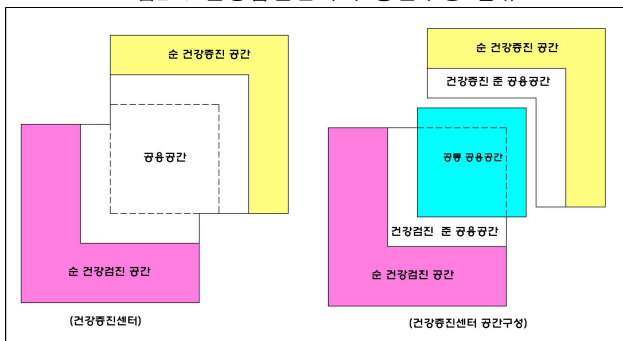 순 건강증진 공간
공용공간
순 건강검진 공간
(건강증진센터)
순 건강증진 공간
건강증진 준 공용공간
공통 공용공간
건강검진 준 공용공간
순 건강검진 공간
(건강증진센터 공간구성)